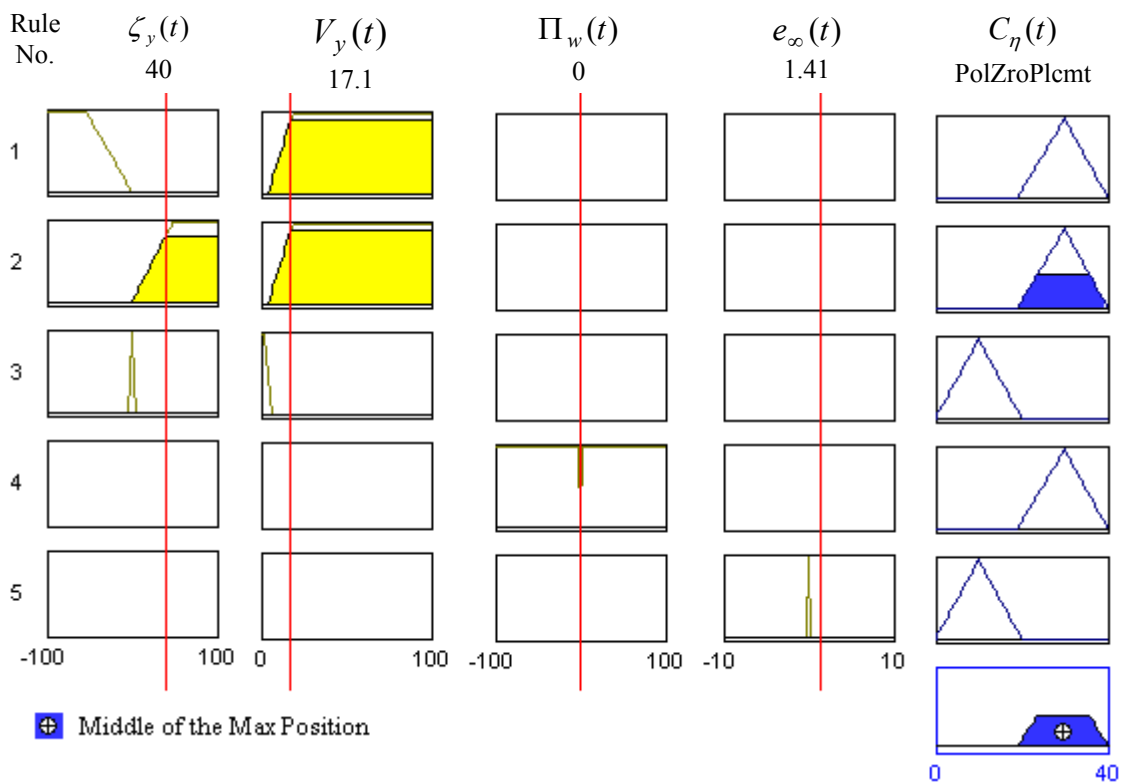 Rule No. ζ_y(t) V_y(t) Π_w(t) e_∞(t) C_η(t)
40 17.1 0 1.41 PolZroPlcmt
1
2
3
4
5
-100 100 0 100 -100 100 -10 10
Middle of the Max Position
0 40